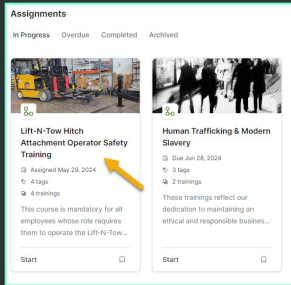 Assignments
In Progress Overdue Completed Archived
Lift-N-Tow Hitch
Attachment Operator Safety
Training
Assigned May 29, 2024
4 tags
4 trainings
This course is mandatory for all
employees whose role requires
them to operate the Lift-N-Tow...
Start
Human Trafficking & Modern
Slavery
Due Jun 28, 2024
3 tags
2 trainings
These trainings reflect our
dedication to maintaining an
ethical and responsible busines...
Start